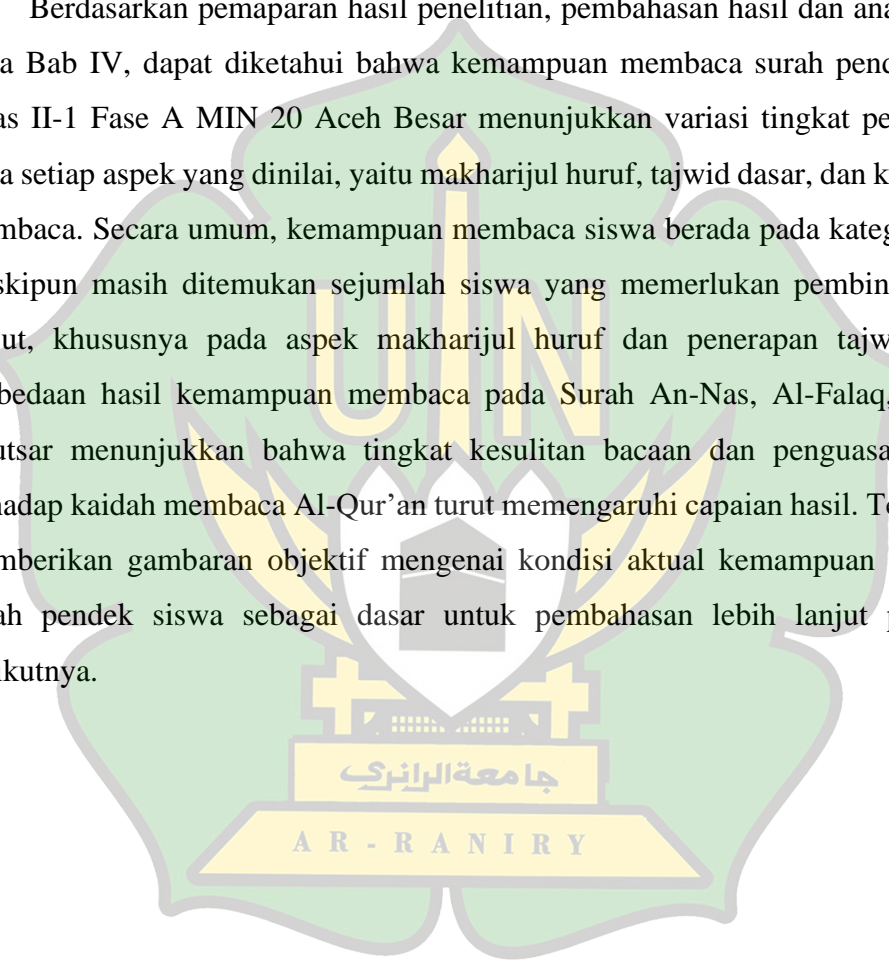 Berdasarkan pemaparan hasil penelitian, pembahasan hasil dan ana
a Bab IV, dapat diketahui bahwa kemampuan membaca surah pend
as II-1 Fase A MIN 20 Aceh Besar menunjukkan variasi tingkat pe
a setiap aspek yang dinilai, yaitu makharijul huruf, tajwid dasar, dan k
mbaca. Secara umum, kemampuan membaca siswa berada pada kateg
skipun masih ditemukan sejumlah siswa yang memerlukan pembin
ut, khususnya pada aspek makharijul huruf dan penerapan tajw
bedaan hasil kemampuan membaca pada Surah An-Nas, Al-Falaq,
utsar menunjukkan bahwa tingkat kesulitan bacaan dan penguasa
hadap kaidah membaca Al-Qur’an turut memengaruhi capaian hasil. Te
mberikan gambaran objektif mengenai kondisi aktual kemampuan
ah pendek siswa sebagai dasar untuk pembahasan lebih lanjut p
ikutnya.
UIN
جامعةالرانري
AR-RANIRY